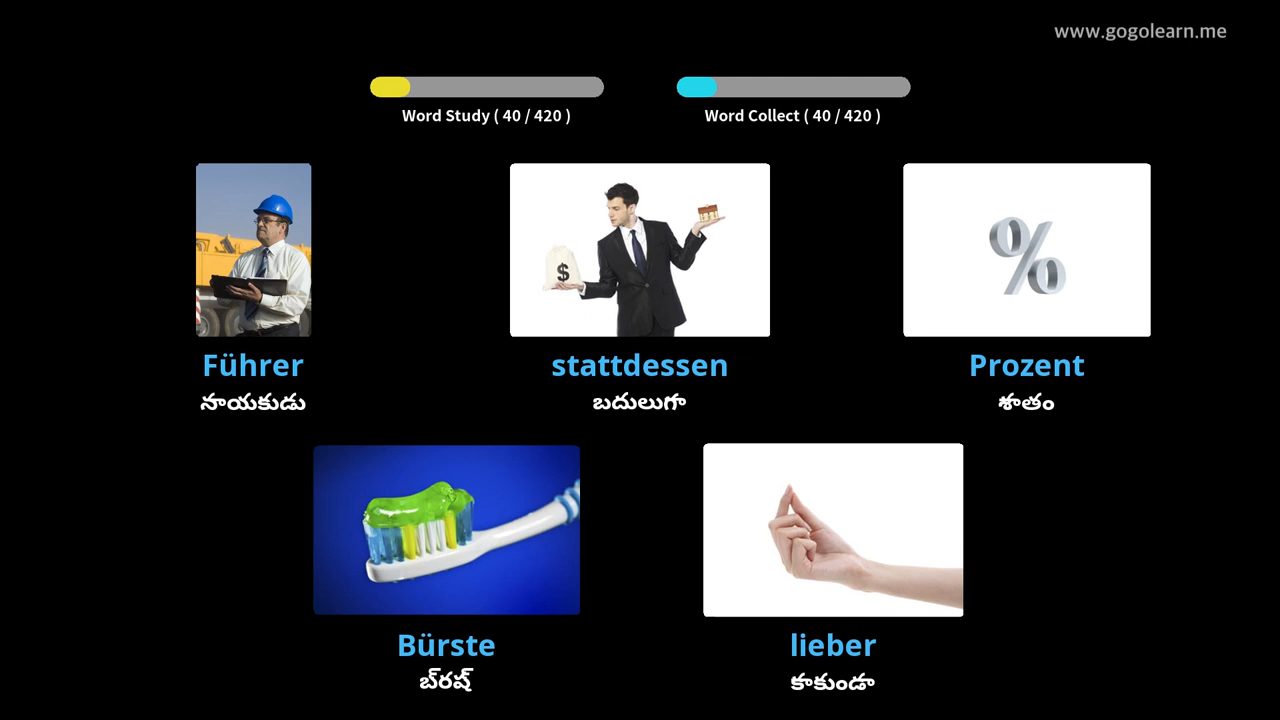 www.gogolearn.me
Word Study ( 40 / 420 )
Word Collect ( 40 / 420 )
Führer
నాయకుడు
stattdessen
బదులుగా
Prozent
శాతం
Bürste
బ్‌రష్
lieber
కాకుండా